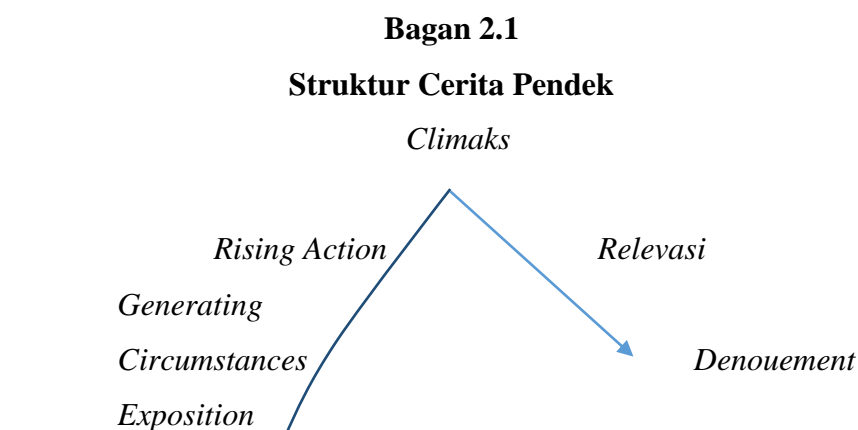 Bagan 2.1
Struktur Cerita Pendek
Climaks
Rising Action
Relevasi
Generating
Circumstances
Denouement
Exposition